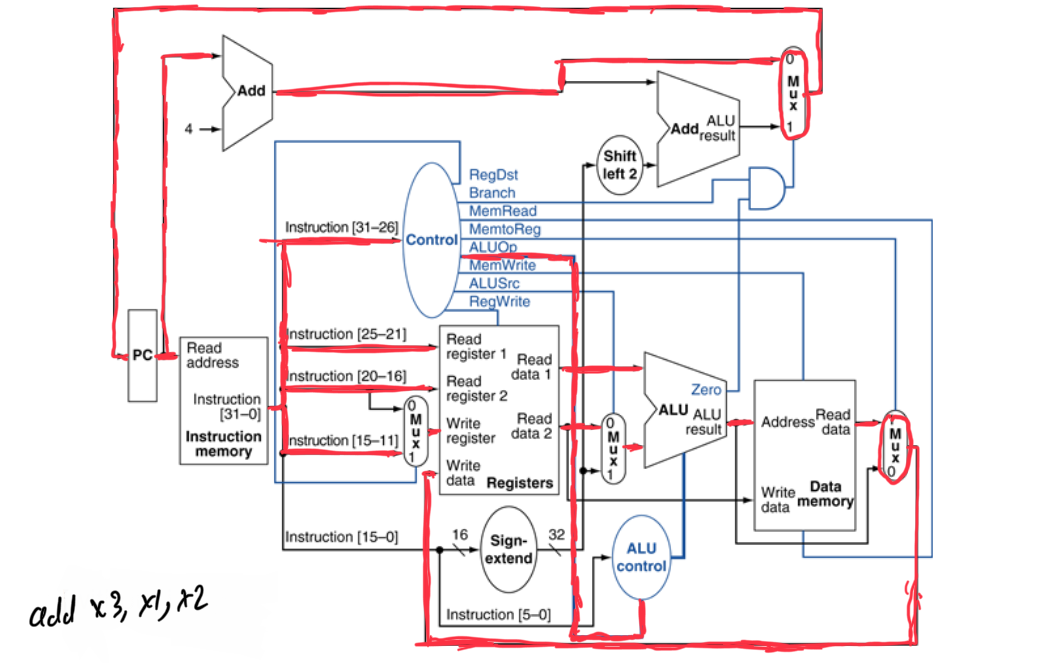 Add
4
0
Mux
1
Add ALU result
Shift left 2
RegDst
Branch
MemRead
MemtoReg
ALUOp
MemWrite
ALUSrc
RegWrite
Instruction [31–26]
Control
PC
Read address
Instruction [31–0]
Instruction memory
Instruction [25–21]
Instruction [20–16]
Instruction [15–11]
0
Mux
1
Read register 1
Read register 2
Write register
Write data
Read data 1
Read data 2
Registers
0
Mux
1
Zero
ALU
ALU result
Address
Read data
Write data
Data memory
1
Mux
0
Instruction [15–0]
16
Sign-extend
32
ALU control
Instruction [5–0]
add x3, x1, x2